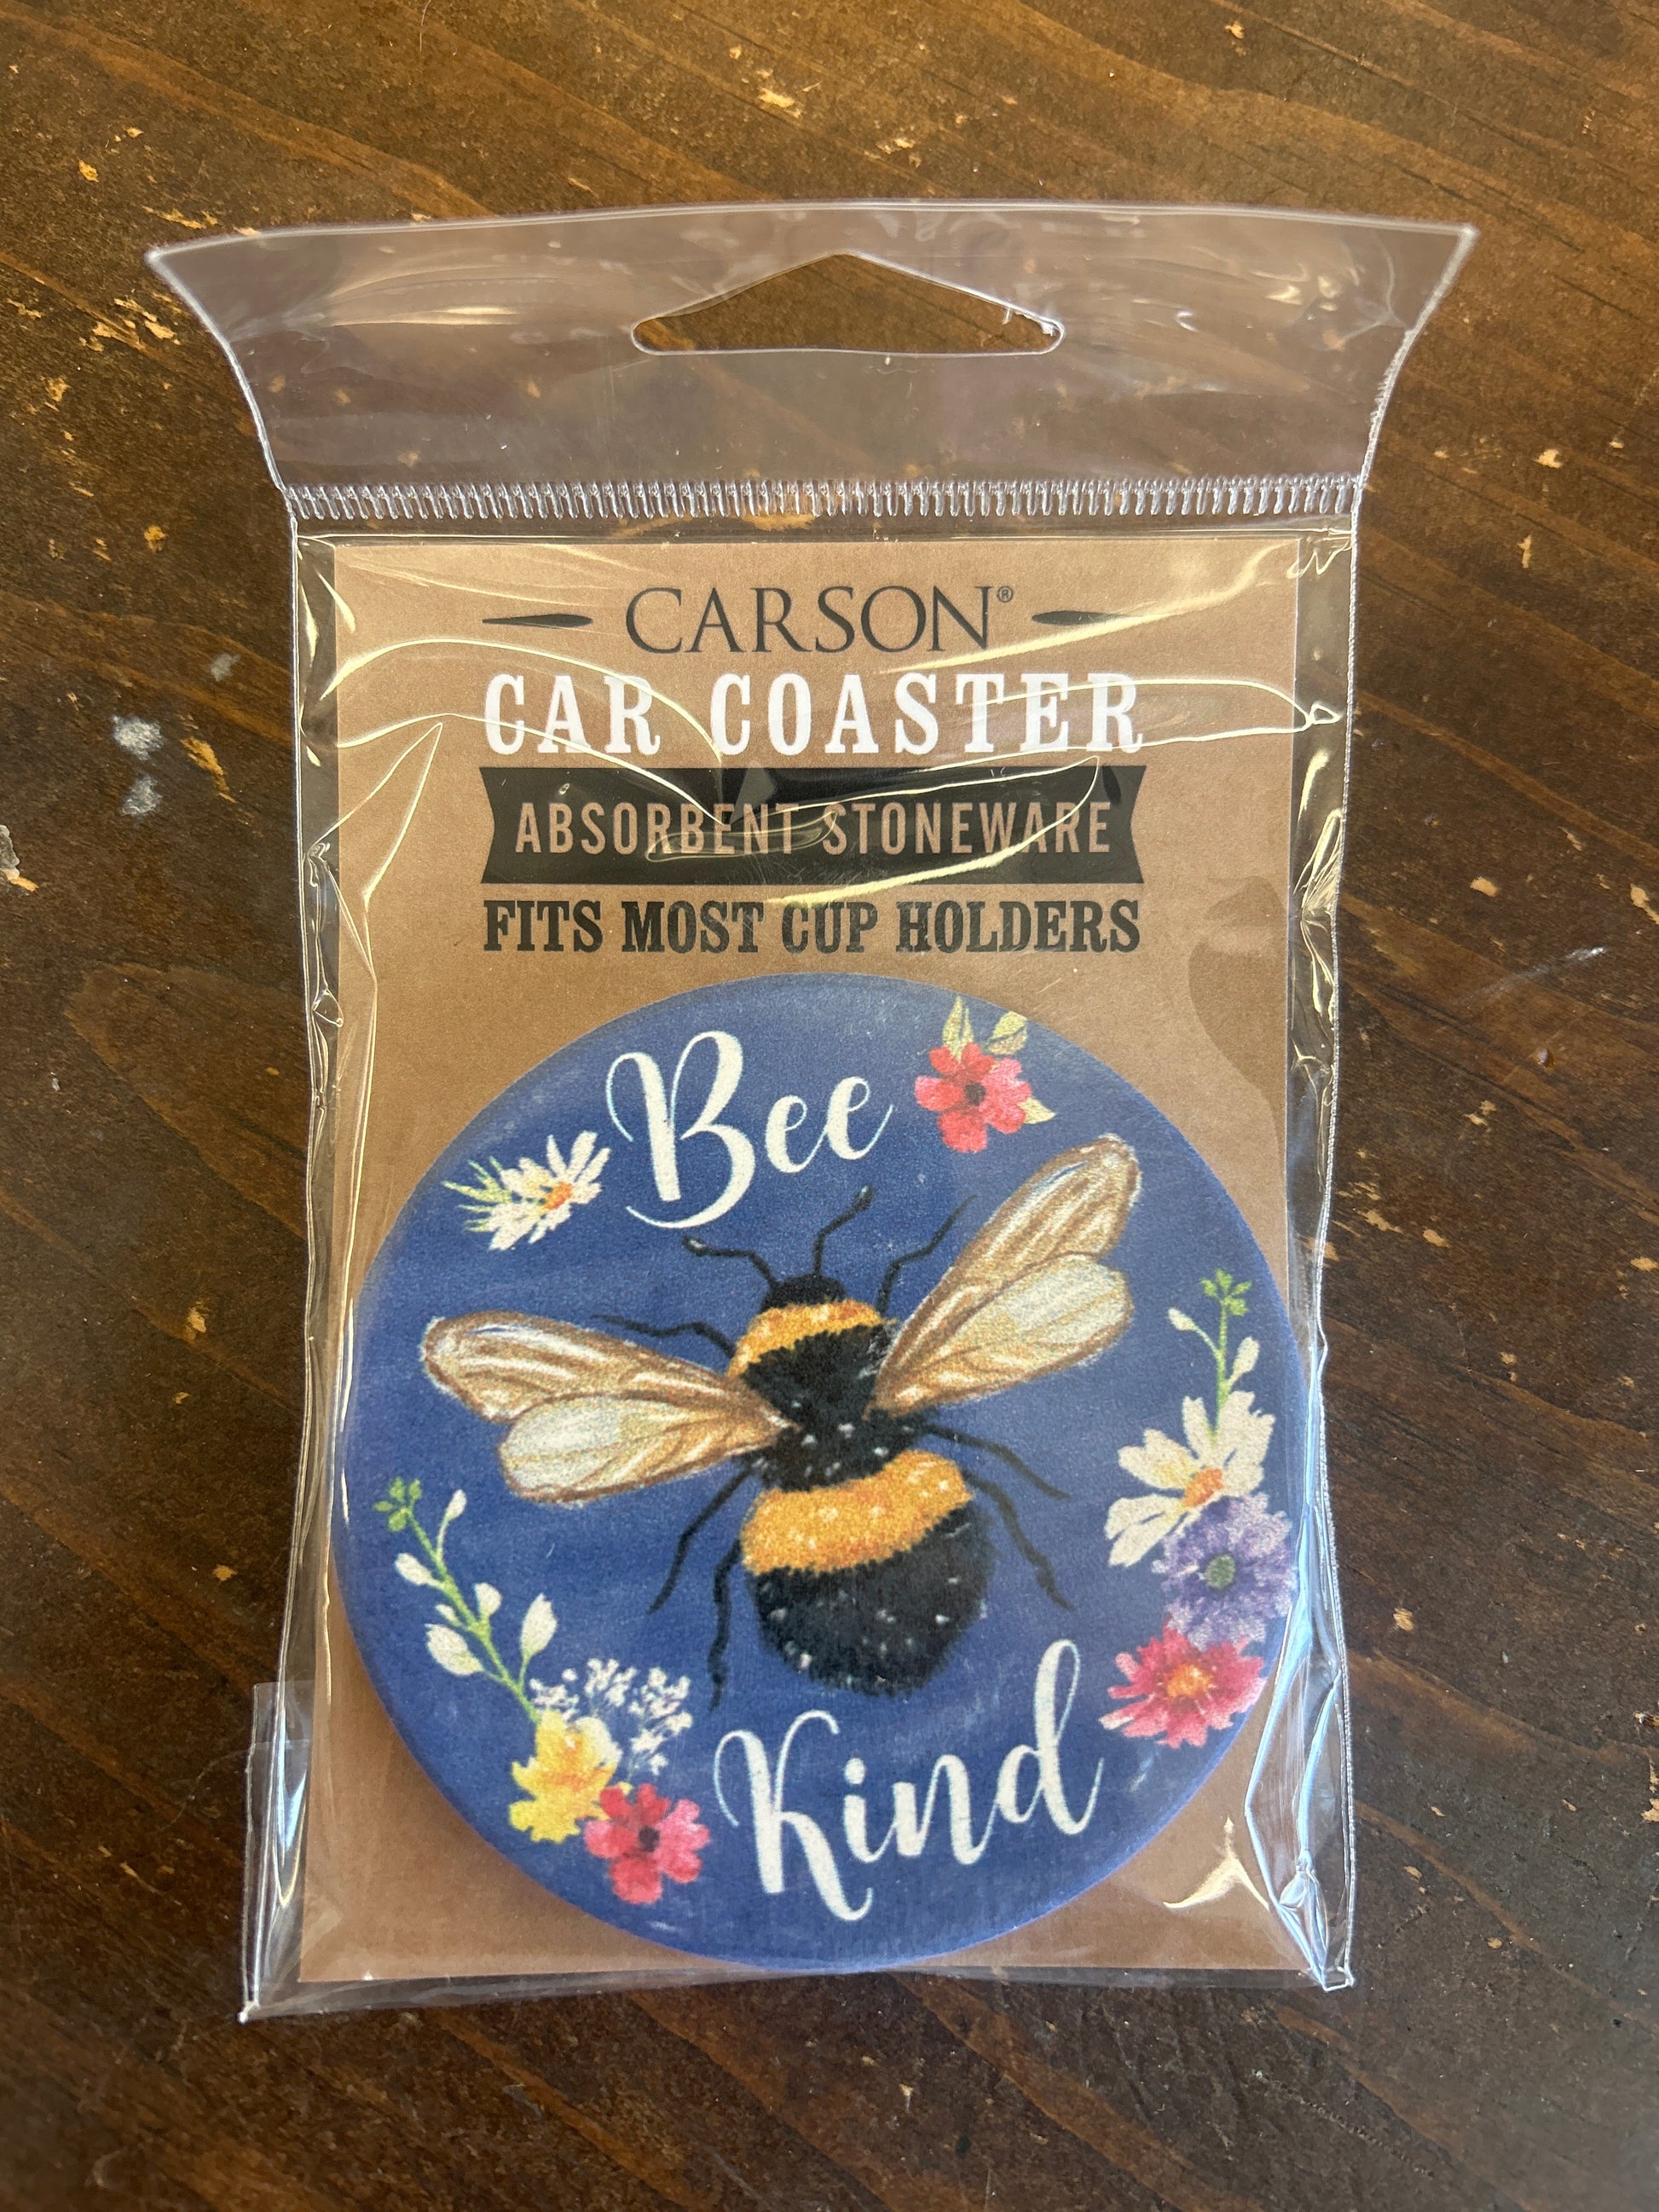 CARSON®
CAR COASTER
ABSORBENT STONEWARE
FITS MOST CUP HOLDERS
Bee
Kind